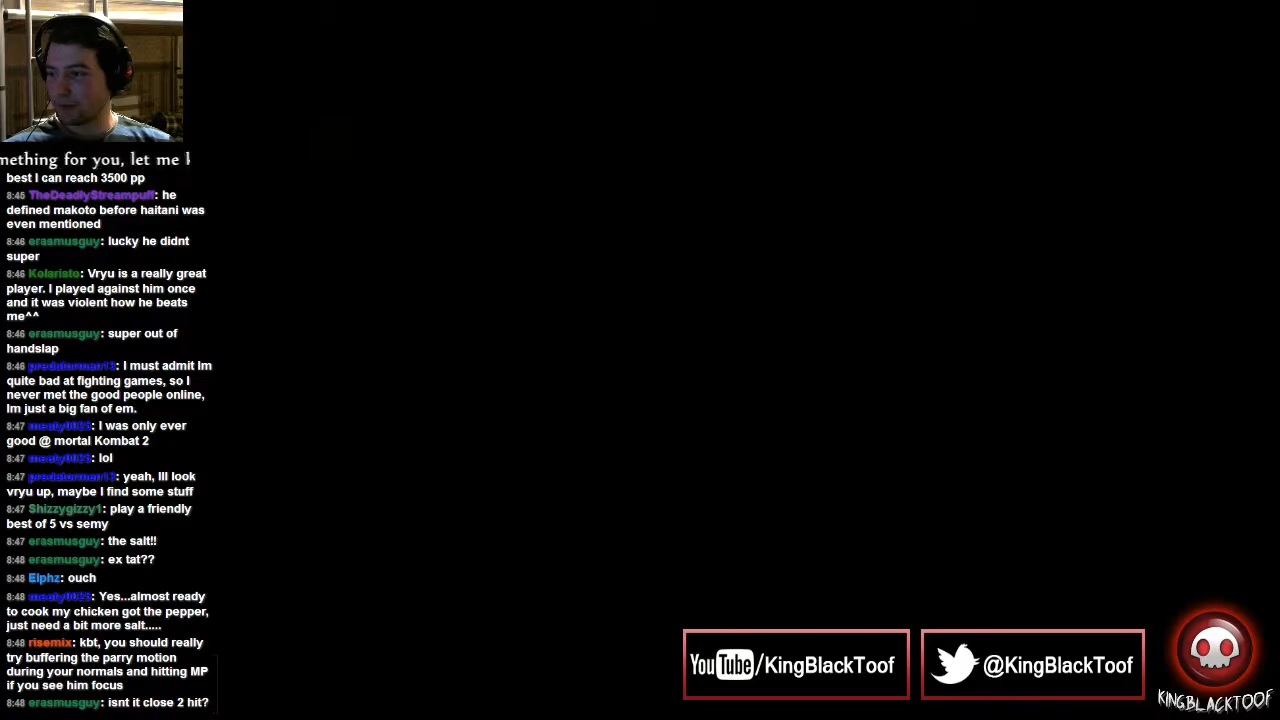 mething for you, let me k
best I can reach 3500 pp
8:45 TheDeadlyStreampuff: he
defined makoto before haitani was
even mentioned
8:46 erasmusguy: lucky he didnt
super
8:46 Kolaristo: Vryu is a really great
player. I played against him once
and it was violent how he beats
me^^
8:46 erasmusguy: super out of
handslap
8:46 predatorman13: I must admit Im
quite bad at fighting games, so I
never met the good people online,
Im just a big fan of em.
8:47 meaty0025: I was only ever
good @ mortal Kombat 2
8:47 meaty0025: lol
8:47 predatorman13: yeah, Ill look
vryu up, maybe I find some stuff
8:47 Shizzygizzy1: play a friendly
best of 5 vs semy
8:47 erasmusguy: the salt!!
8:48 erasmusguy: ex tat??
8:48 Elphz: ouch
8:48 meaty0025: Yes...almost ready
to cook my chicken got the pepper,
just need a bit more salt.....
8:48 risemix: kbt, you should really
try buffering the parry motion
during your normals and hitting MP
if you see him focus
8:48 erasmusguy: isnt it close 2 hit?
YouTube/KingBlackToof
@KingBlackToof
KINGBLACKTOOF